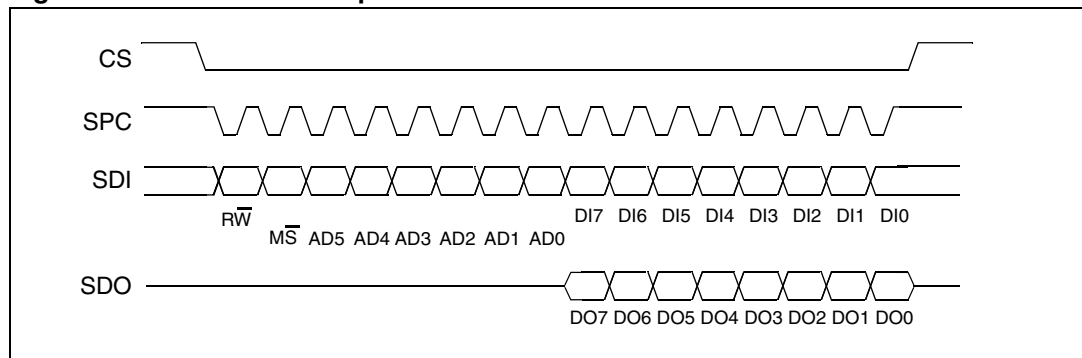 CS
SPC
SDI
RW̅
DI7 DI6 DI5 DI4 DI3 DI2 DI1 DI0
MS̅ AD5 AD4 AD3 AD2 AD1 AD0
SDO
DO7 DO6 DO5 DO4 DO3 DO2 DO1 DO0